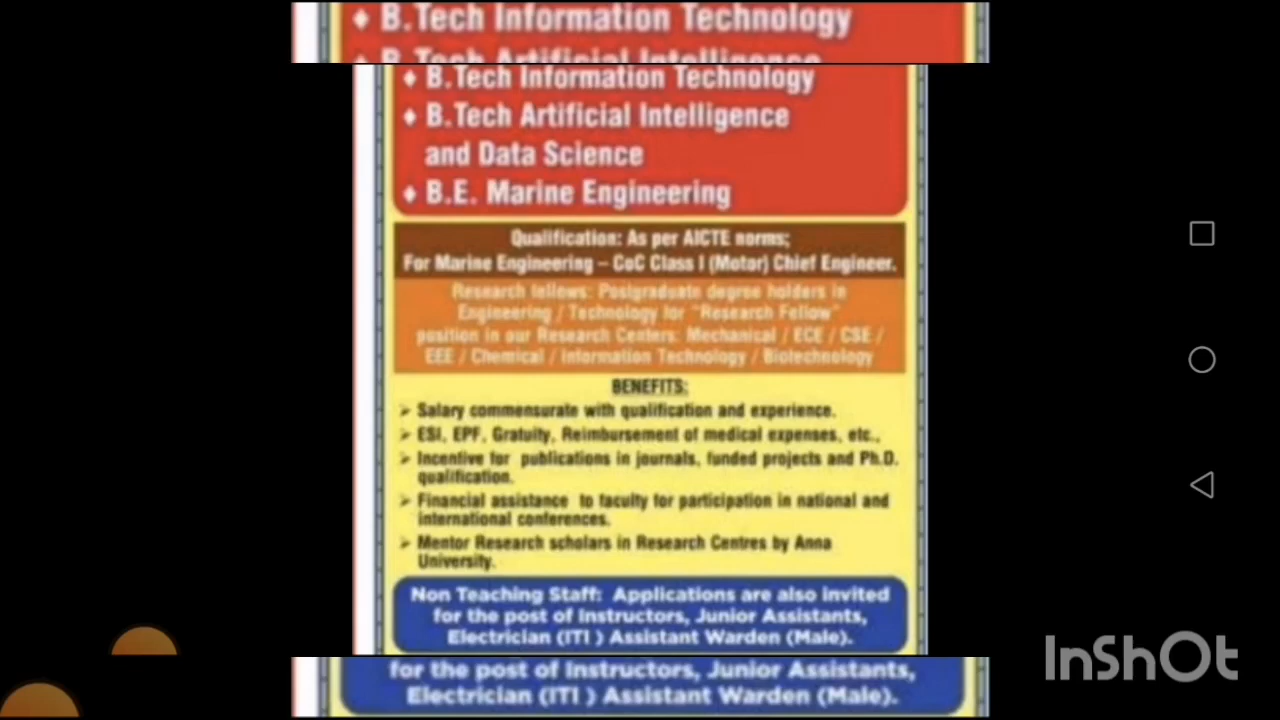 ♦ B.Tech Information Technology
♦ B.Tech Artificial Intelligence
♦ B.Tech Information Technology
♦ B.Tech Artificial Intelligence
and Data Science
♦ B.E. Marine Engineering
Qualification: As per AICTE norms;
For Marine Engineering – CoC Class I (Motor) Chief Engineer.
Research fellows: Postgraduate degree holders in
Engineering / Technology for "Research Fellow"
position in our Research Centers: Mechanical / ECE / CSE /
EEE / Chemical / Information Technology / Biotechnology
BENEFITS:
➢ Salary commensurate with qualification and experience.
➢ ESI, EPF, Gratuity, Reimbursement of medical expenses, etc.,
➢ Incentive for publications in journals, funded projects and Ph.D.
qualification.
➢ Financial assistance to faculty for participation in national and
international conferences.
➢ Mentor Research scholars in Research Centres by Anna
University.
Non Teaching Staff: Applications are also invited
for the post of Instructors, Junior Assistants,
Electrician (ITI ) Assistant Warden (Male).
for the post of Instructors, Junior Assistants,
Electrician (ITI ) Assistant Warden (Male).
InShOt